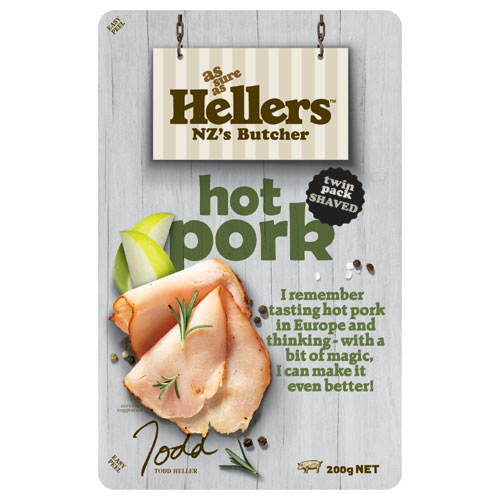 EASY PEEL
as sure as
Hellers™
NZ's Butcher
hot
pork
twin
pack
SHAVED
I remember
tasting hot pork
in Europe and
thinking - with a
bit of magic,
I can make it
even better!
Todd
TODD HELLER
EASY PEEL
200g NET